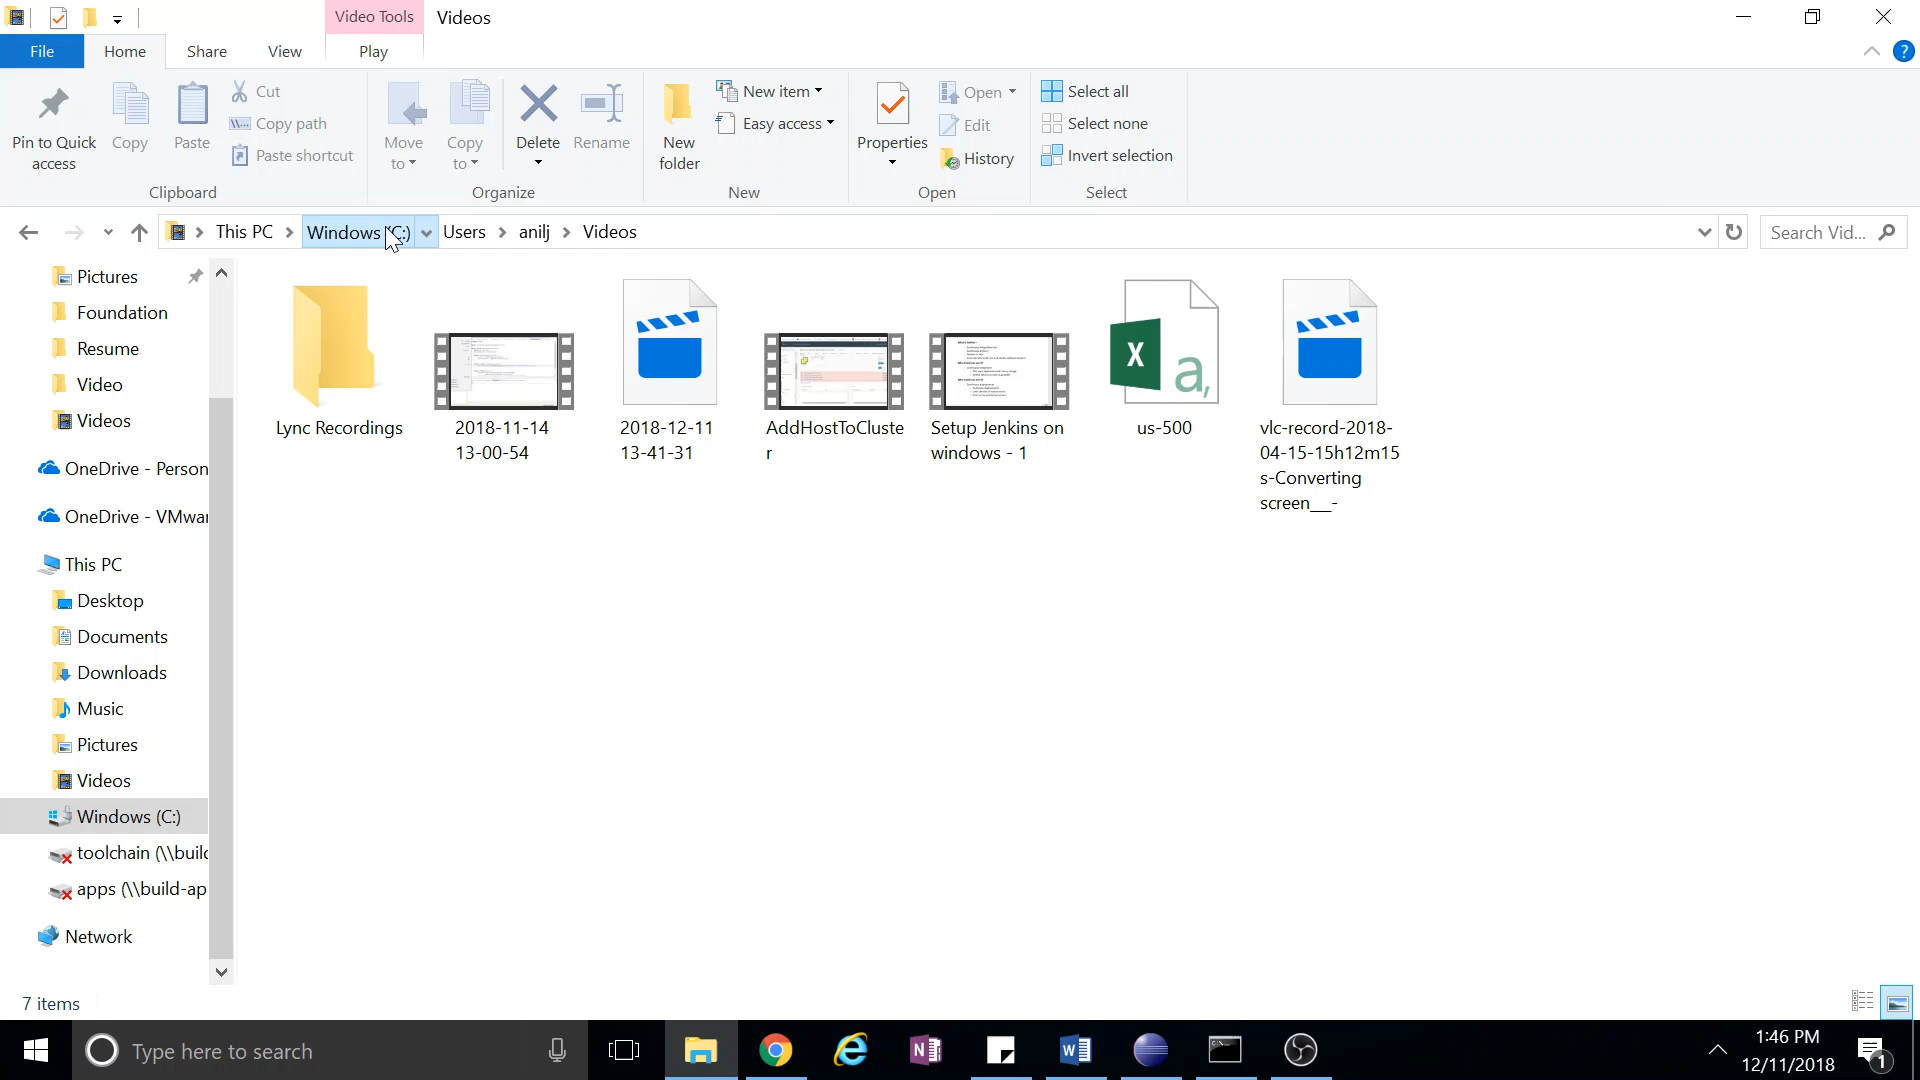 Video Tools
Videos
File
Home
Share
View
Play
Pin to Quick access
Copy
Paste
Cut
Copy path
Paste shortcut
Clipboard
Move to
Copy to
Delete
Rename
Organize
New folder
New item
Easy access
New
Properties
Open
Edit
History
Open
Select all
Select none
Invert selection
Select
This PC
Windows (C:)
Users
anilj
Videos
Search Vid...
Pictures
Foundation
Resume
Video
Videos
OneDrive - Person
OneDrive - VMwar
This PC
Desktop
Documents
Downloads
Music
Pictures
Videos
Windows (C:)
toolchain (\\build
apps (\\build-ap
Network
Lync Recordings
2018-11-14
13-00-54
2018-12-11
13-41-31
AddHostToCluste
r
Setup Jenkins on
windows - 1
us-500
vlc-record-2018-
04-15-15h12m15
s-Converting
screen___-
7 items
Type here to search
1:46 PM
12/11/2018
1